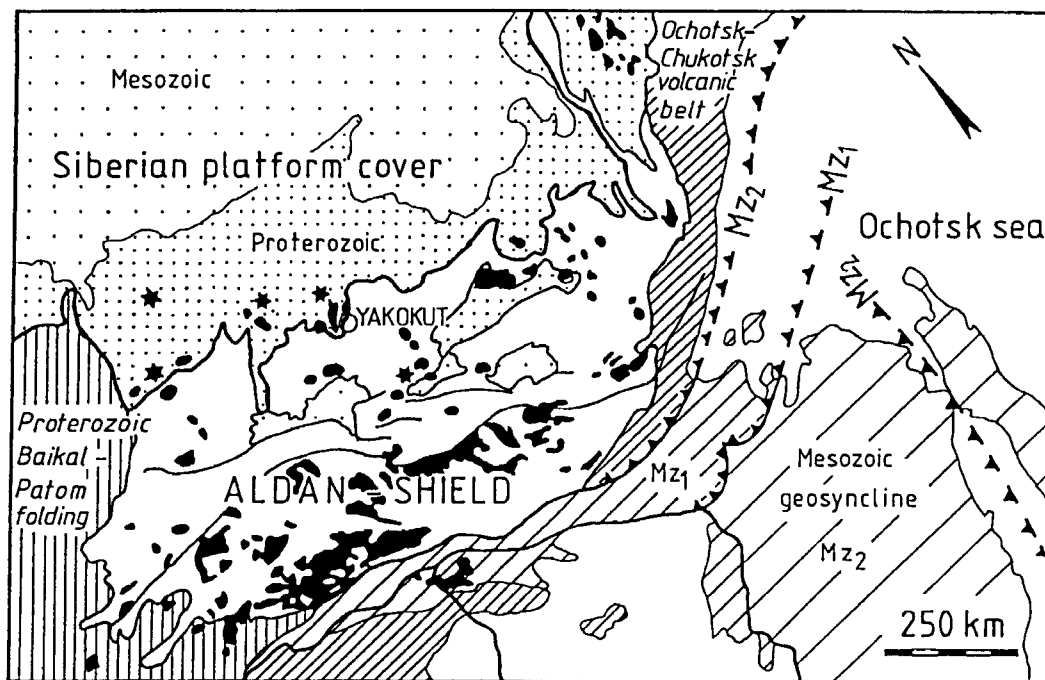 Mesozoic
Siberian platform cover
Proterozoic
YAKOKUT
Ochotsk-
Chukotsk
volcanic
belt
N
Mz₂
Mz₁
Ochotsk sea
Mz₂
Proterozoic
Baikal -
Patom
folding
ALDAN SHIELD
Mz₁
Mesozoic
geosyncline
Mz₂
250 km